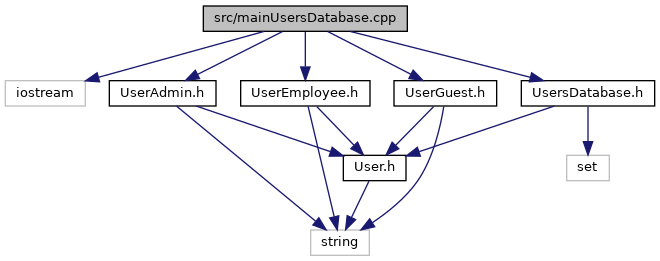 src/mainUsersDatabase.cpp
iostream
UserAdmin.h
UserEmployee.h
UserGuest.h
UsersDatabase.h
User.h
set
string